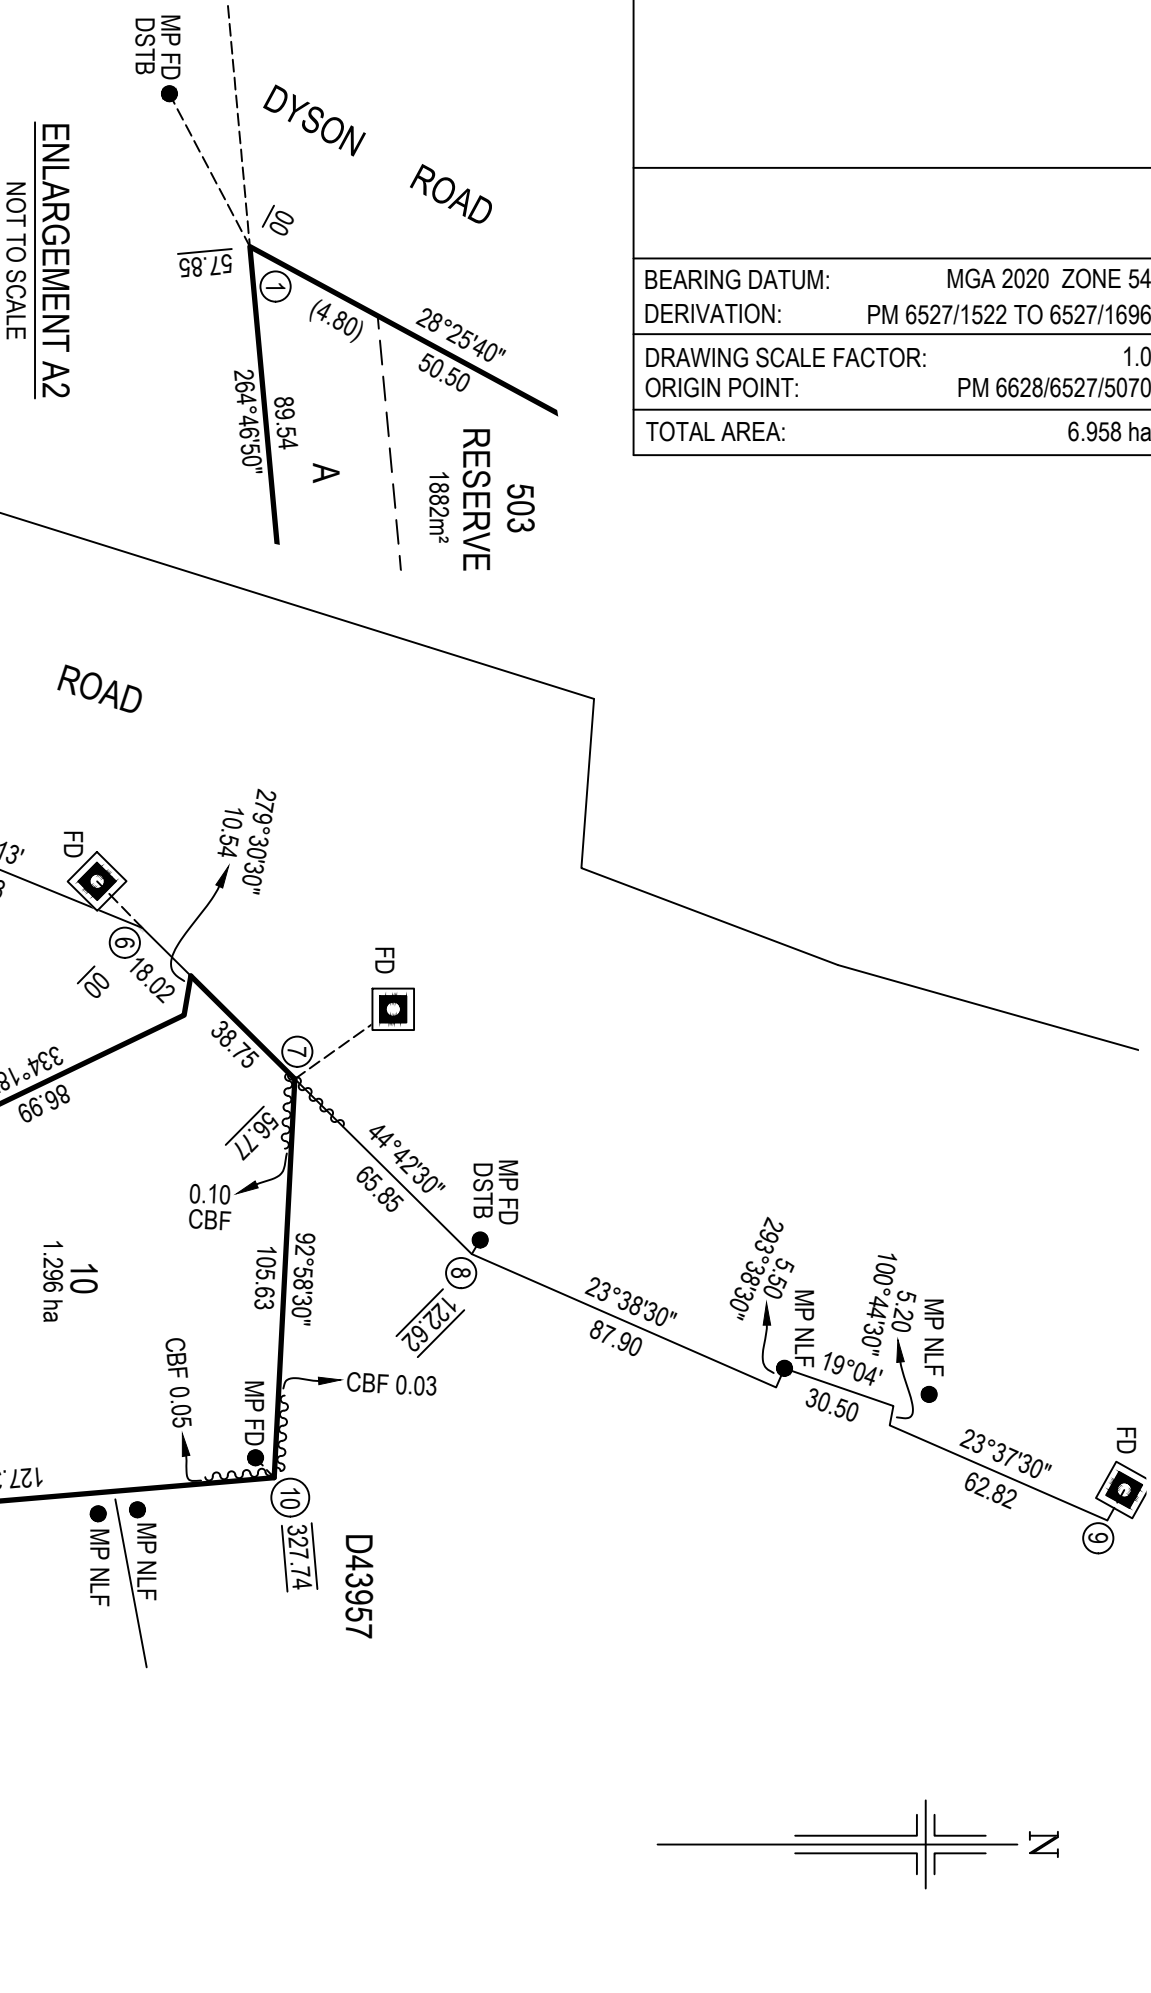 BEARING DATUM: MGA 2020 ZONE 54
DERIVATION: PM 6527/1522 TO 6527/1696
DRAWING SCALE FACTOR: 1.0
ORIGIN POINT: PM 6628/6527/5070
TOTAL AREA: 6.958 ha
MP FD
DSTB
DYSON ROAD
00
57.85
1
(4.80)
28°25'40"
50.50
89.54
264°46'50"
A
503
RESERVE
1882m²
ENLARGEMENT A2
NOT TO SCALE
ROAD
279°30'30"
10.54
FD
13'
6
18.02
00
38.75
334°18
86.99
FD
7
56.77
0.10
CBF
44°42'30"
65.85
MP FD
DSTB
8
122.62
92°58'30"
105.63
10
1.296 ha
CBF 0.03
CBF 0.05
MP FD
10
327.74
127.
MP NLF
MP NLF
D43957
23°38'30"
87.90
5.50
293°38'30"
MP NLF
19°04'
30.50
5.20
100°44'30"
MP NLF
23°37'30"
62.82
FD
9
N